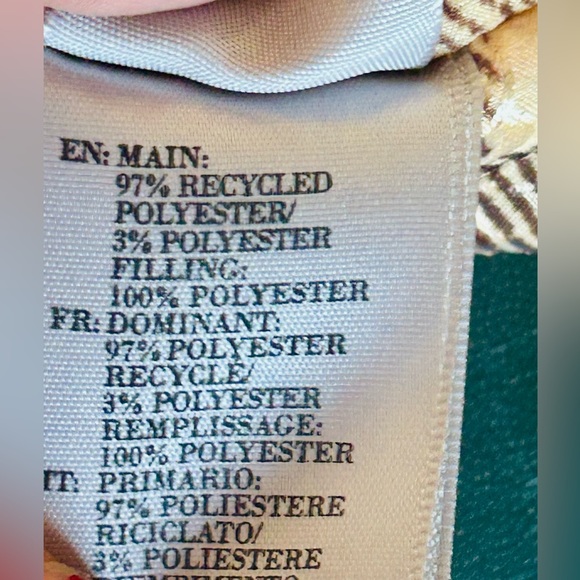 EN: MAIN:
97% RECYCLED
POLYESTER/
3% POLYESTER
FILLING:
100% POLYESTER
FR: DOMINANT:
97% POLYESTER
RECYCLÉ/
3% POLYESTER
REMPLISSAGE:
100% POLYESTER
IT: PRIMARIO:
97% POLIESTERE
RICICLATO/
3% POLIESTERE